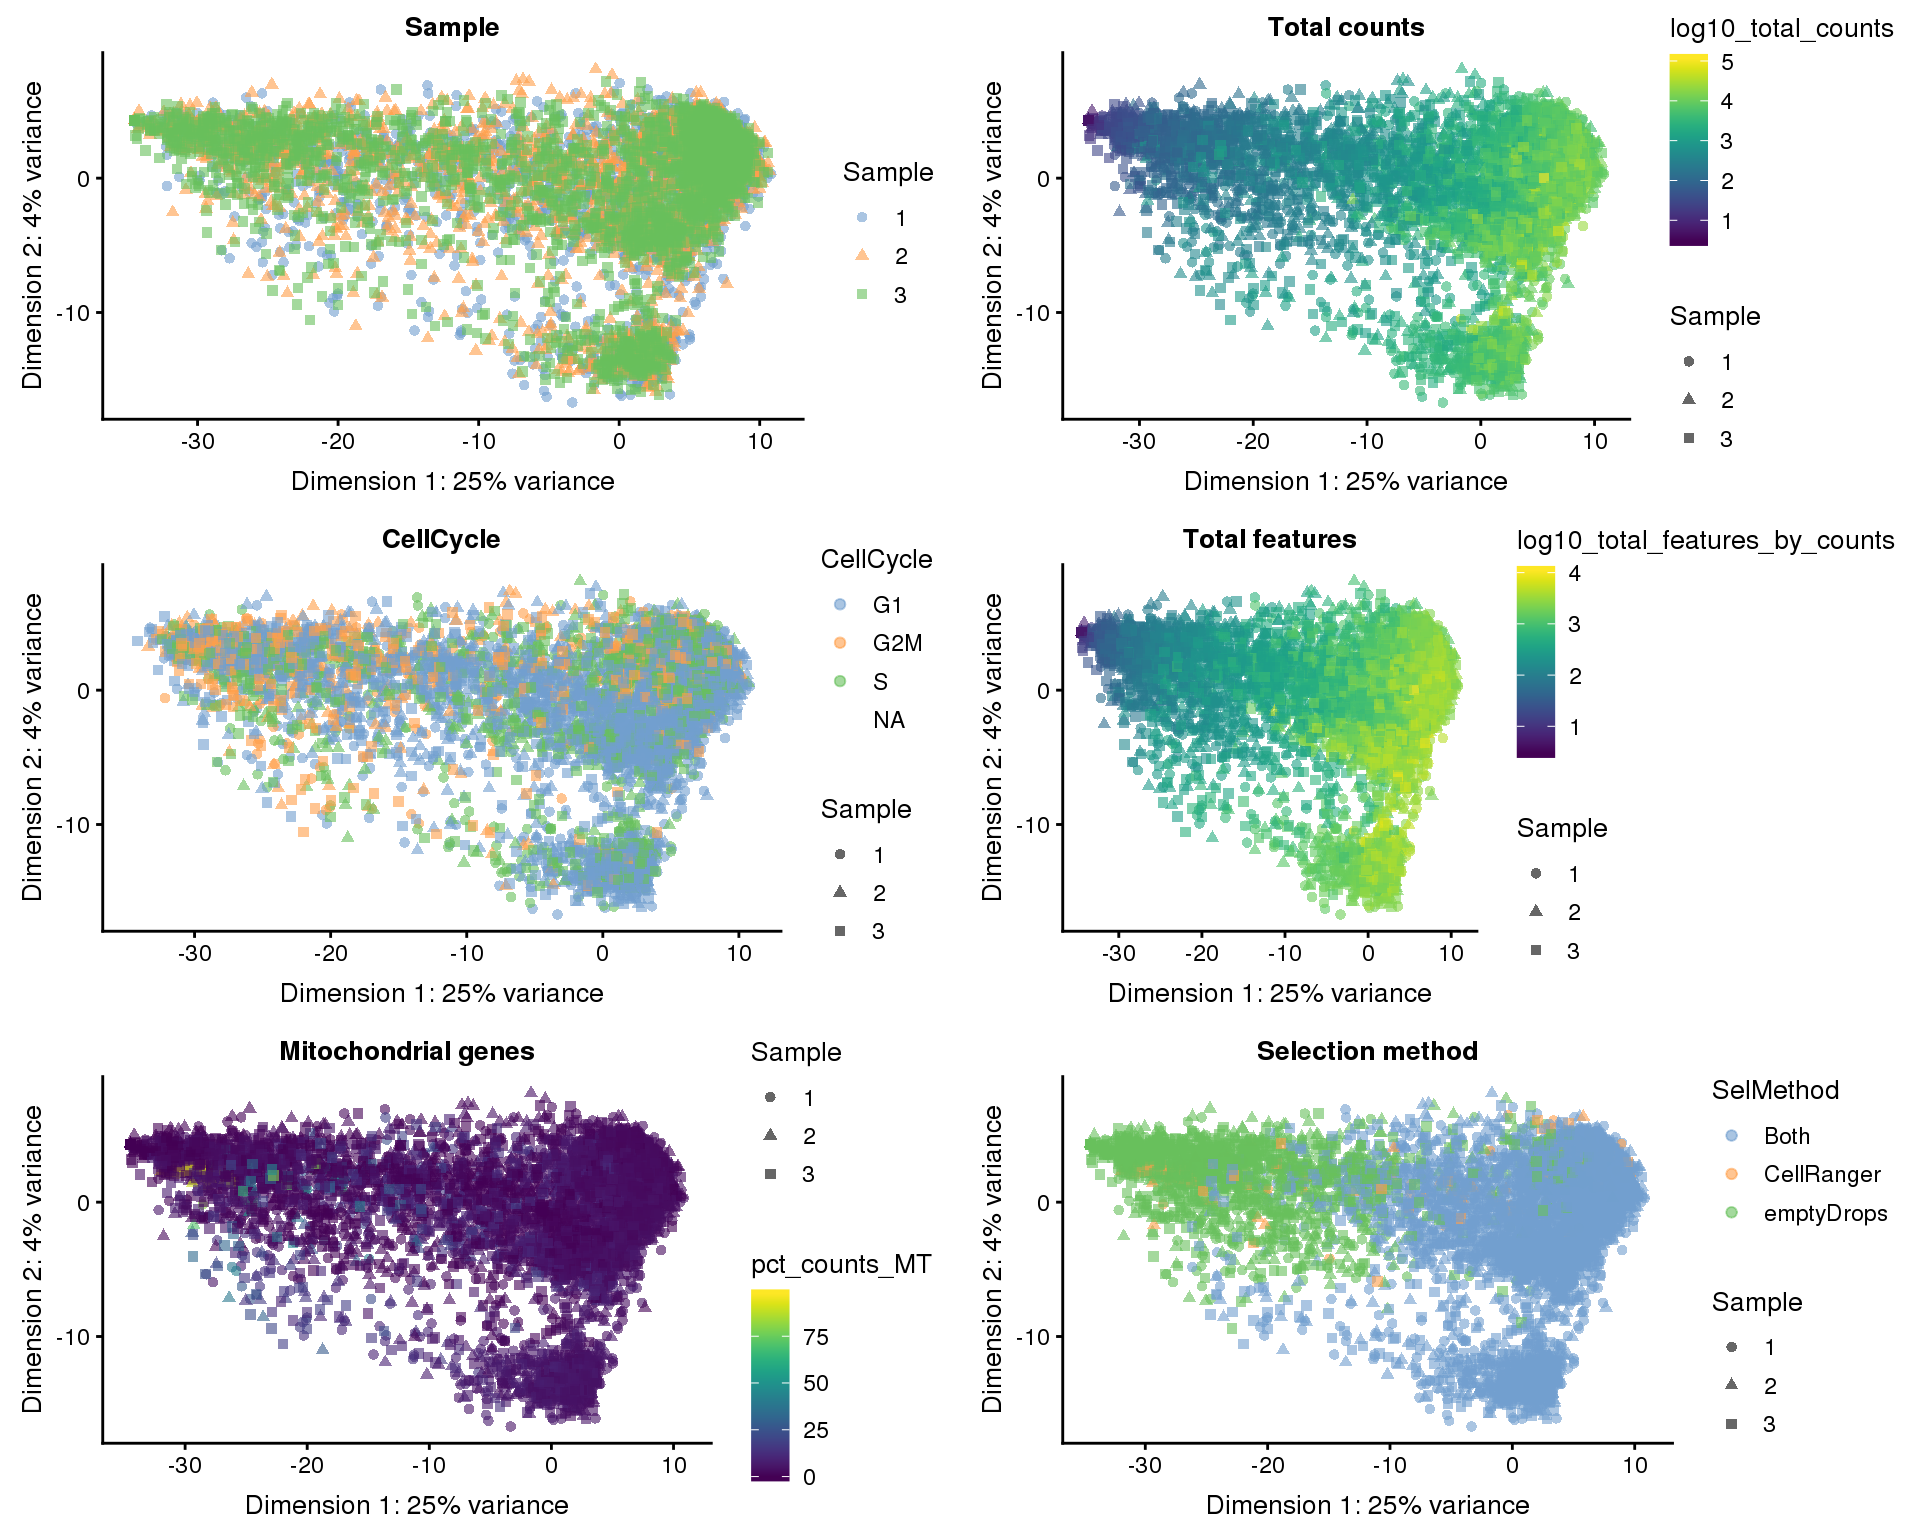 Sample
Dimension 2: 4% variance
0
-10
-30 -20 -10 0 10
Dimension 1: 25% variance
Sample
1
2
3
Total counts
Dimension 2: 4% variance
0
-10
-30 -20 -10 0 10
Dimension 1: 25% variance
log10_total_counts
5
4
3
2
1
Sample
1
2
3
CellCycle
Dimension 2: 4% variance
0
-10
-30 -20 -10 0 10
Dimension 1: 25% variance
CellCycle
G1
G2M
S
NA
Sample
1
2
3
Total features
Dimension 2: 4% variance
0
-10
-30 -20 -10 0 10
Dimension 1: 25% variance
log10_total_features_by_counts
4
3
2
1
Sample
1
2
3
Mitochondrial genes
Dimension 2: 4% variance
0
-10
-30 -20 -10 0 10
Dimension 1: 25% variance
Sample
1
2
3
pct_counts_MT
75
50
25
0
Selection method
Dimension 2: 4% variance
0
-10
-30 -20 -10 0 10
Dimension 1: 25% variance
SelMethod
Both
CellRanger
emptyDrops
Sample
1
2
3